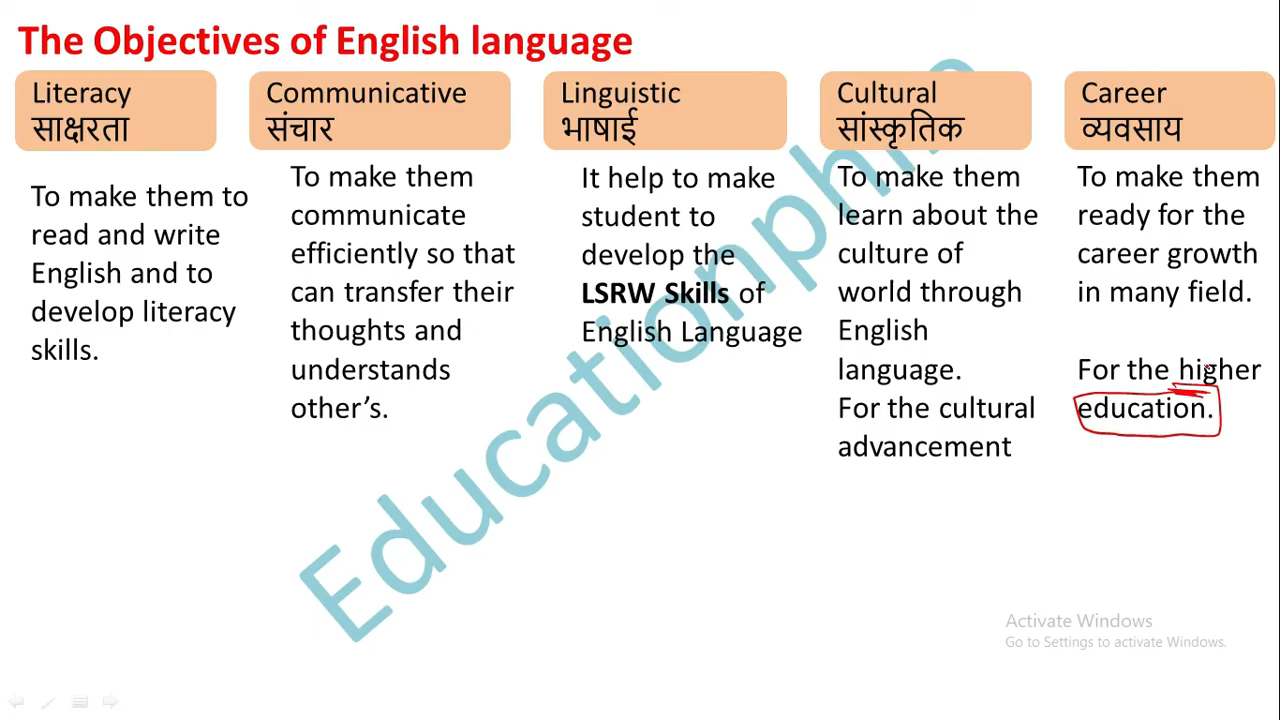 The Objectives of English language
Literacy
साक्षरता
To make them to
read and write
English and to
develop literacy
skills.
Communicative
संचार
To make them
communicate
efficiently so that
can transfer their
thoughts and
understands
other’s.
Linguistic
भाषाई
It help to make
student to
develop the
LSRW Skills of
English Language
Cultural
सांस्कृतिक
To make them
learn about the
culture of
world through
English
language.
For the cultural
advancement
Career
व्यवसाय
To make them
ready for the
career growth
in many field.
For the higher
education.
Activate Windows
Go to Settings to activate Windows.